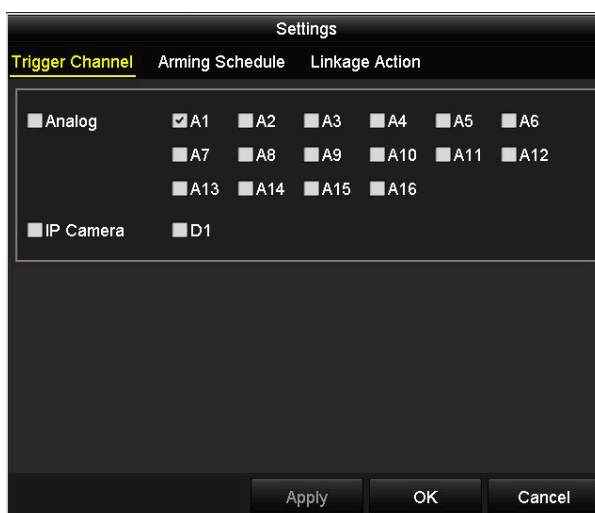 Settings
Trigger Channel Arming Schedule Linkage Action
Analog A1 A2 A3 A4 A5 A6
A7 A8 A9 A10 A11 A12
A13 A14 A15 A16
IP Camera D1
Apply OK Cancel